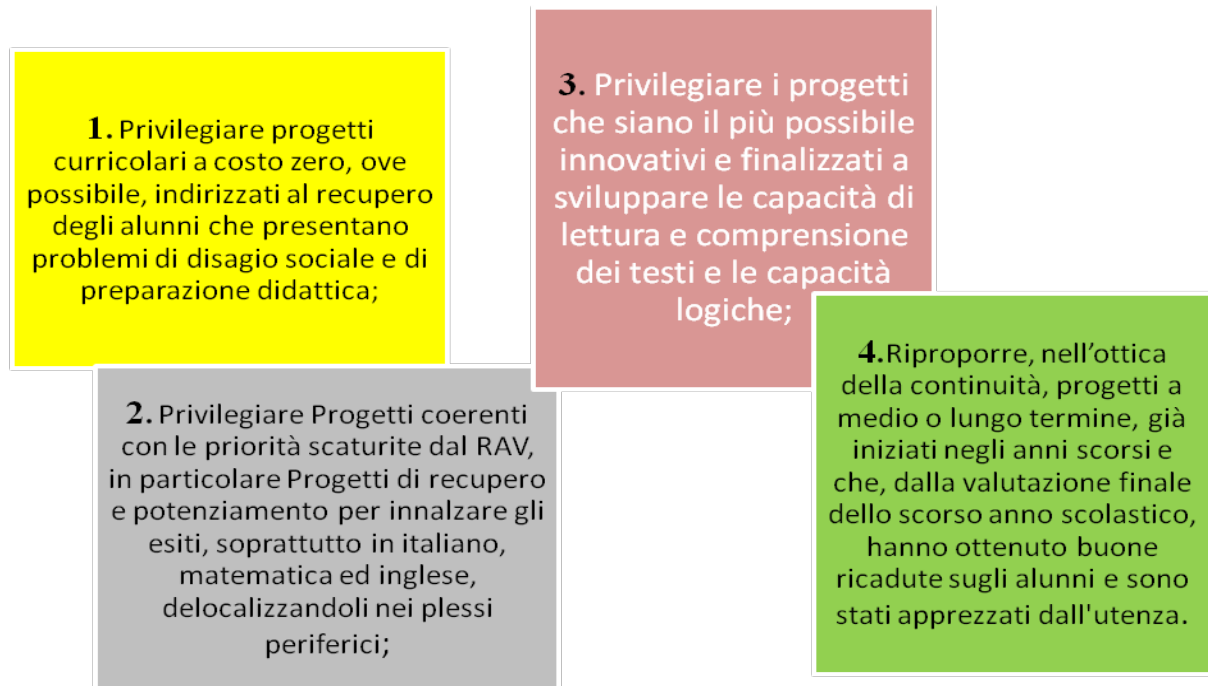 1. Privilegiare progetti
curricolari a costo zero, ove
possibile, indirizzati al recupero
degli alunni che presentano
problemi di disagio sociale e di
preparazione didattica;
2. Privilegiare Progetti coerenti
con le priorità scaturite dal RAV,
in particolare Progetti di recupero
e potenziamento per innalzare gli
esiti, soprattutto in italiano,
matematica ed inglese,
delocalizzandoli nei plessi
periferici;
3. Privilegiare i progetti
che siano il più possibile
innovativi e finalizzati a
sviluppare le capacità di
lettura e comprensione
dei testi e le capacità
logiche;
4.Riproporre, nell’ottica
della continuità, progetti a
medio o lungo termine, già
iniziati negli anni scorsi e
che, dalla valutazione finale
dello scorso anno scolastico,
hanno ottenuto buone
ricadute sugli alunni e sono
stati apprezzati dall'utenza.